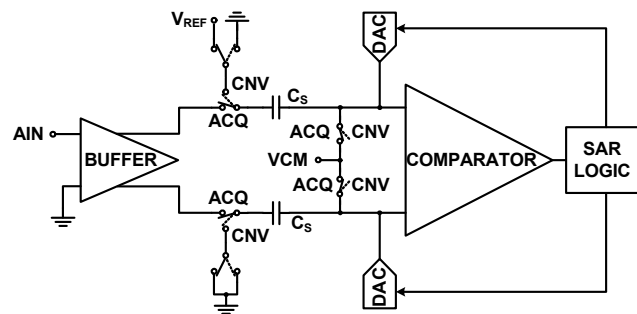 VREF
DAC
CNV
CS
ACQ
AIN
BUFFER
ACQ
CNV
VCM
COMPARATOR
SAR
LOGIC
ACQ
CNV
ACQ
CS
CNV
DAC